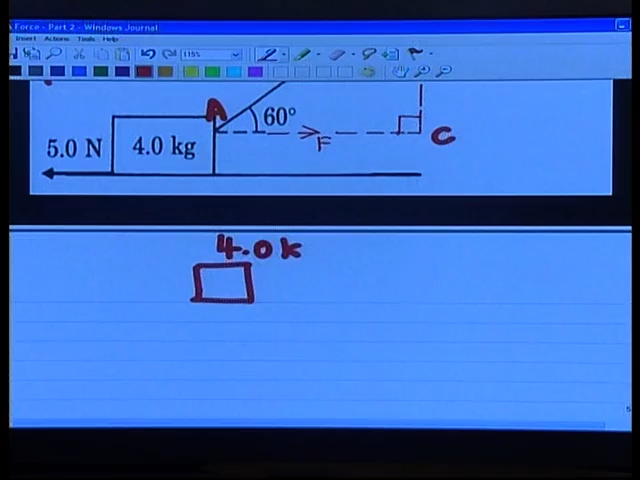 Force - Part 2 - Windows Journal
Insert Actions Tools Help
115%
A
60°
F
C
5.0 N
4.0 kg
4.0 k